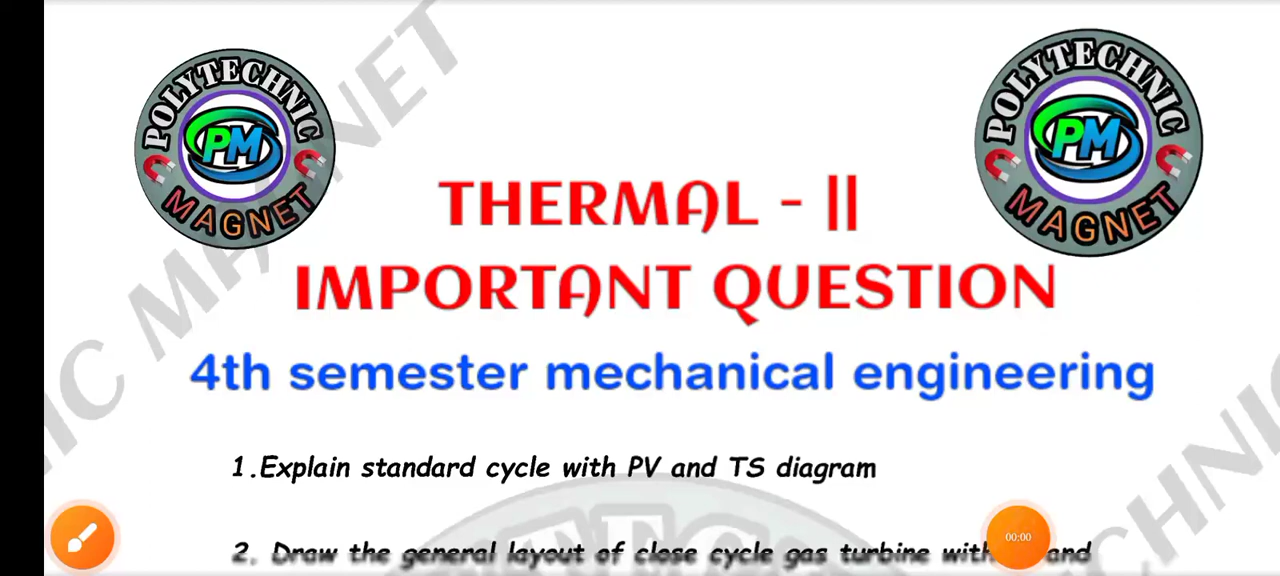 POLYTECHNIC
PM
MAGNET
POLYTECHNIC
PM
MAGNET
THERMAL - ||
IMPORTANT QUESTION
4th semester mechanical engineering
1.Explain standard cycle with PV and TS diagram
2. Draw the general layout of close cycle gas turbine with and
00:00